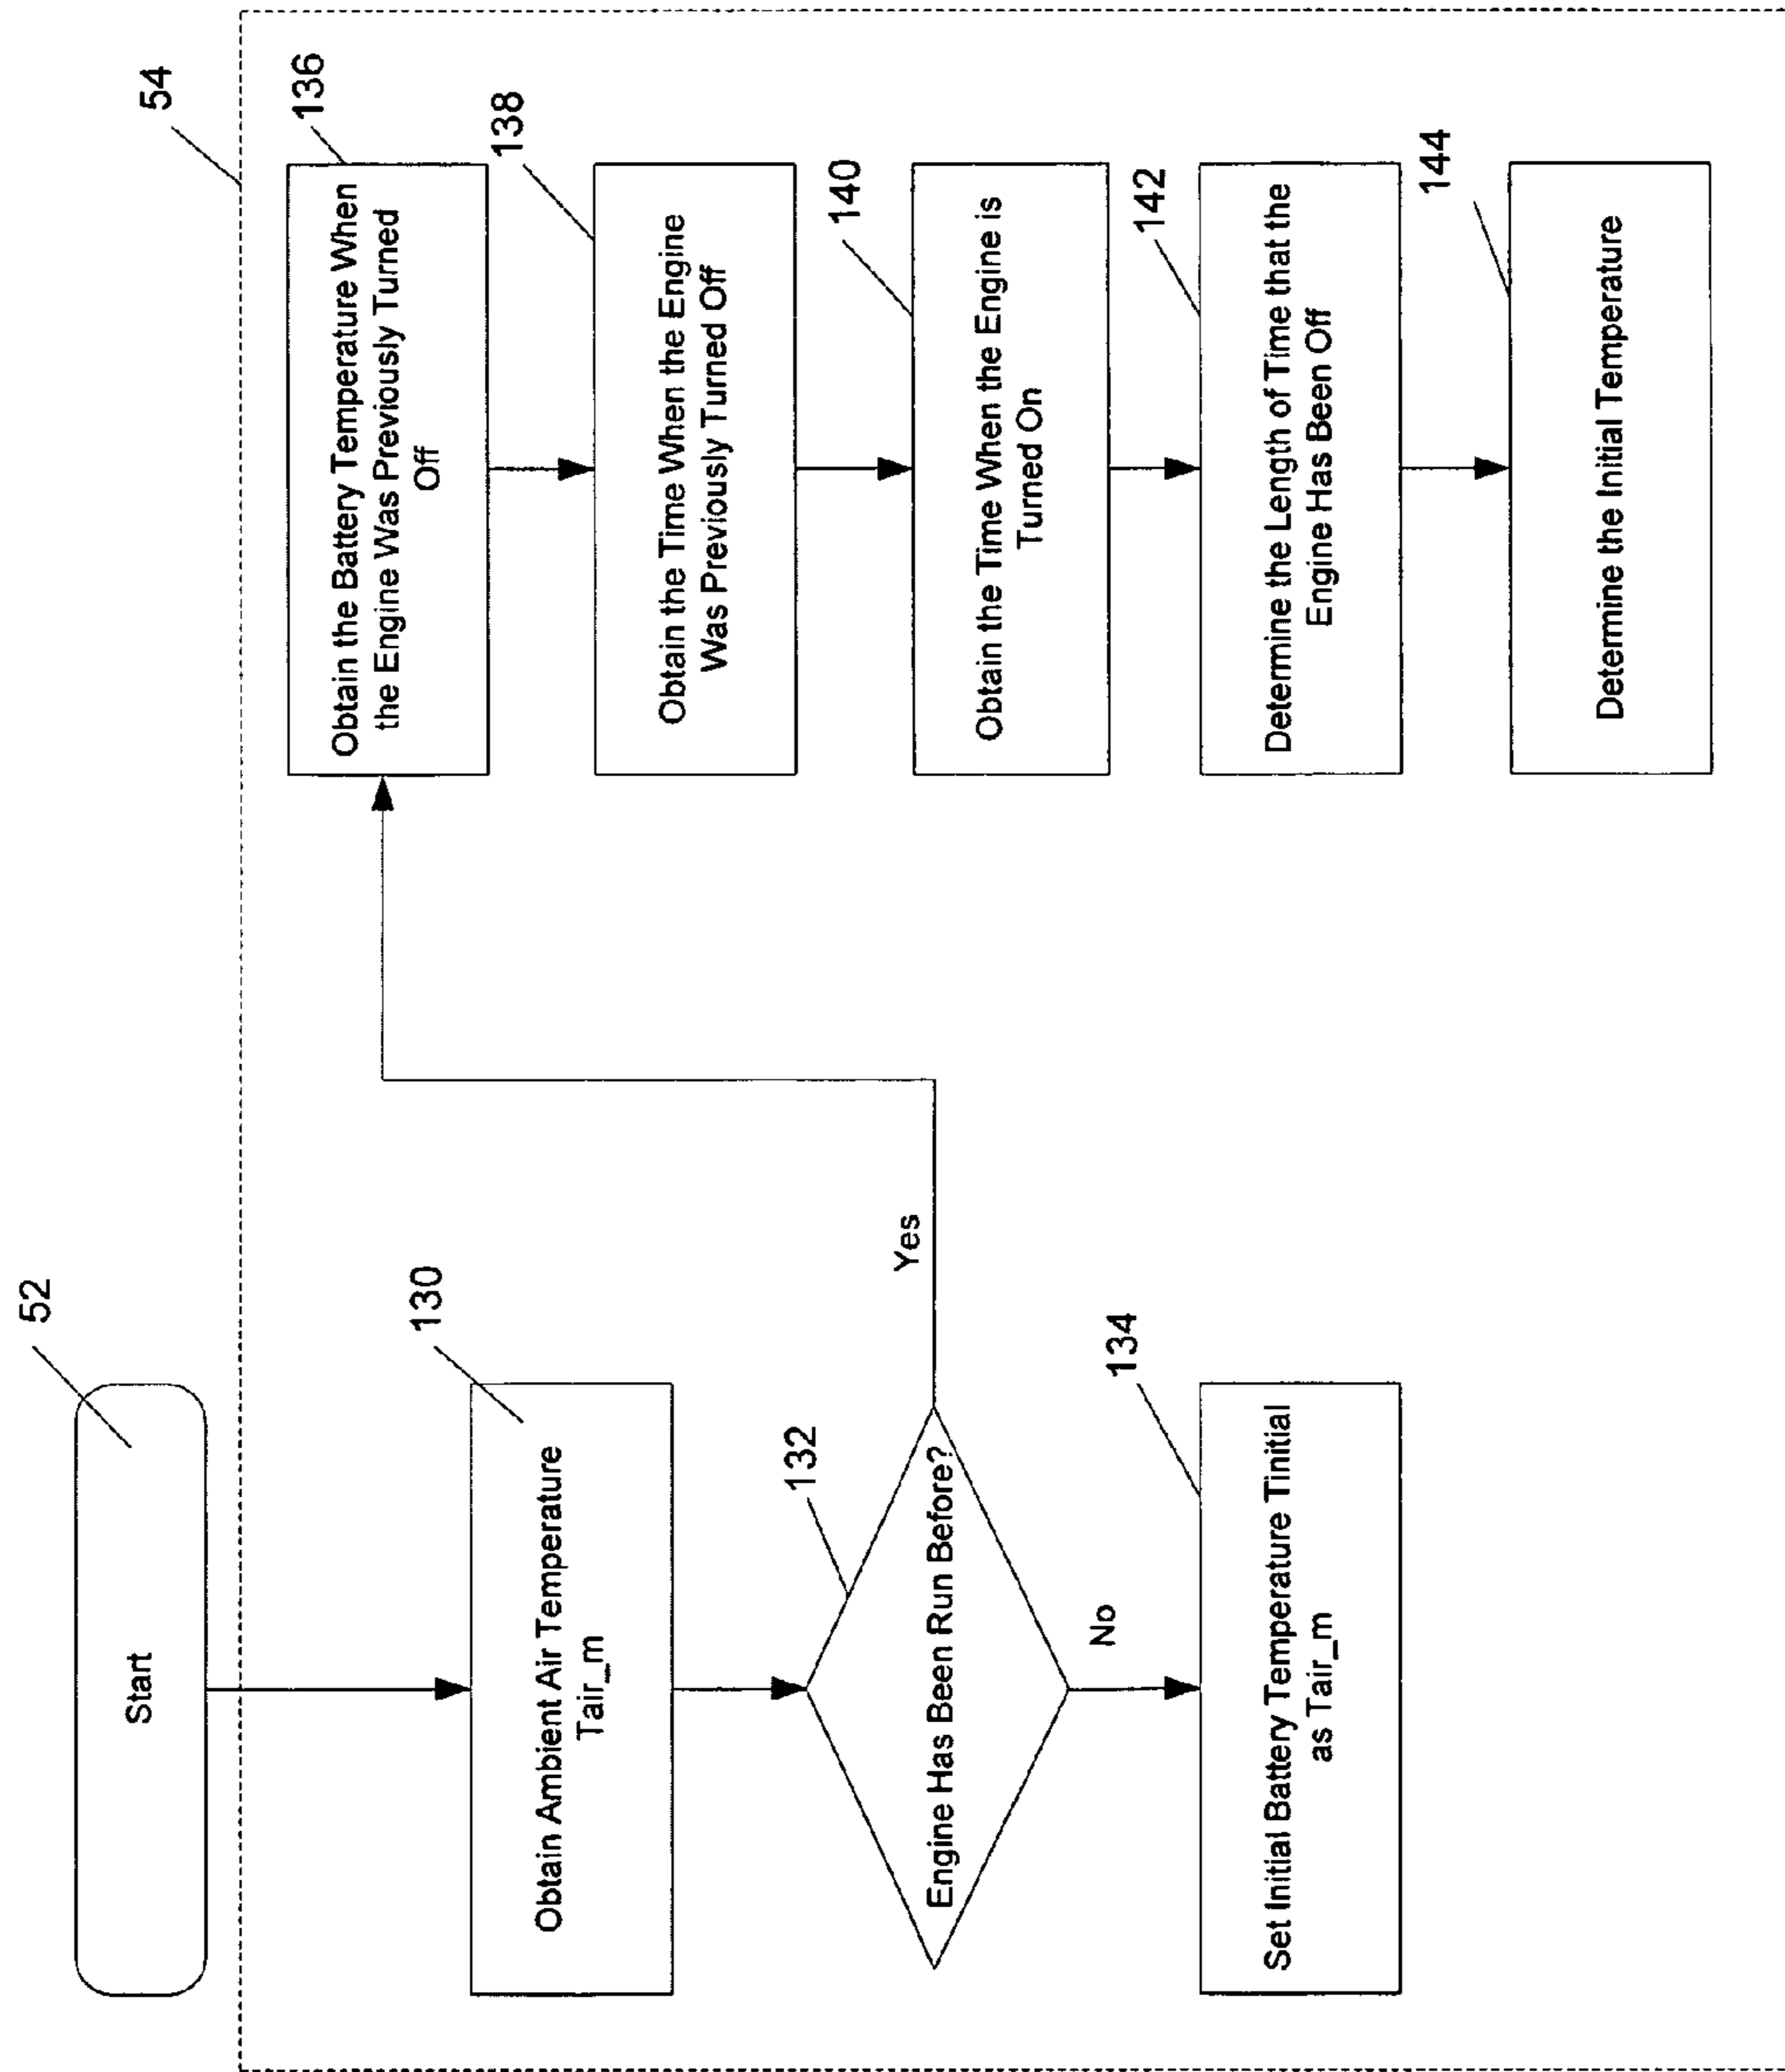 52
Start
54
130
Obtain Ambient Air Temperature
Tair_m
132
Engine Has Been Run Before?
Yes
No
134
Set Initial Battery Temperature Tinitial
as Tair_m
136
Obtain the Battery Temperature When
the Engine Was Previously Turned
Off
138
Obtain the Time When the Engine
Was Previously Turned Off
140
Obtain the Time When the Engine is
Turned On
142
Determine the Length of Time that the
Engine Has Been Off
144
Determine the Initial Temperature